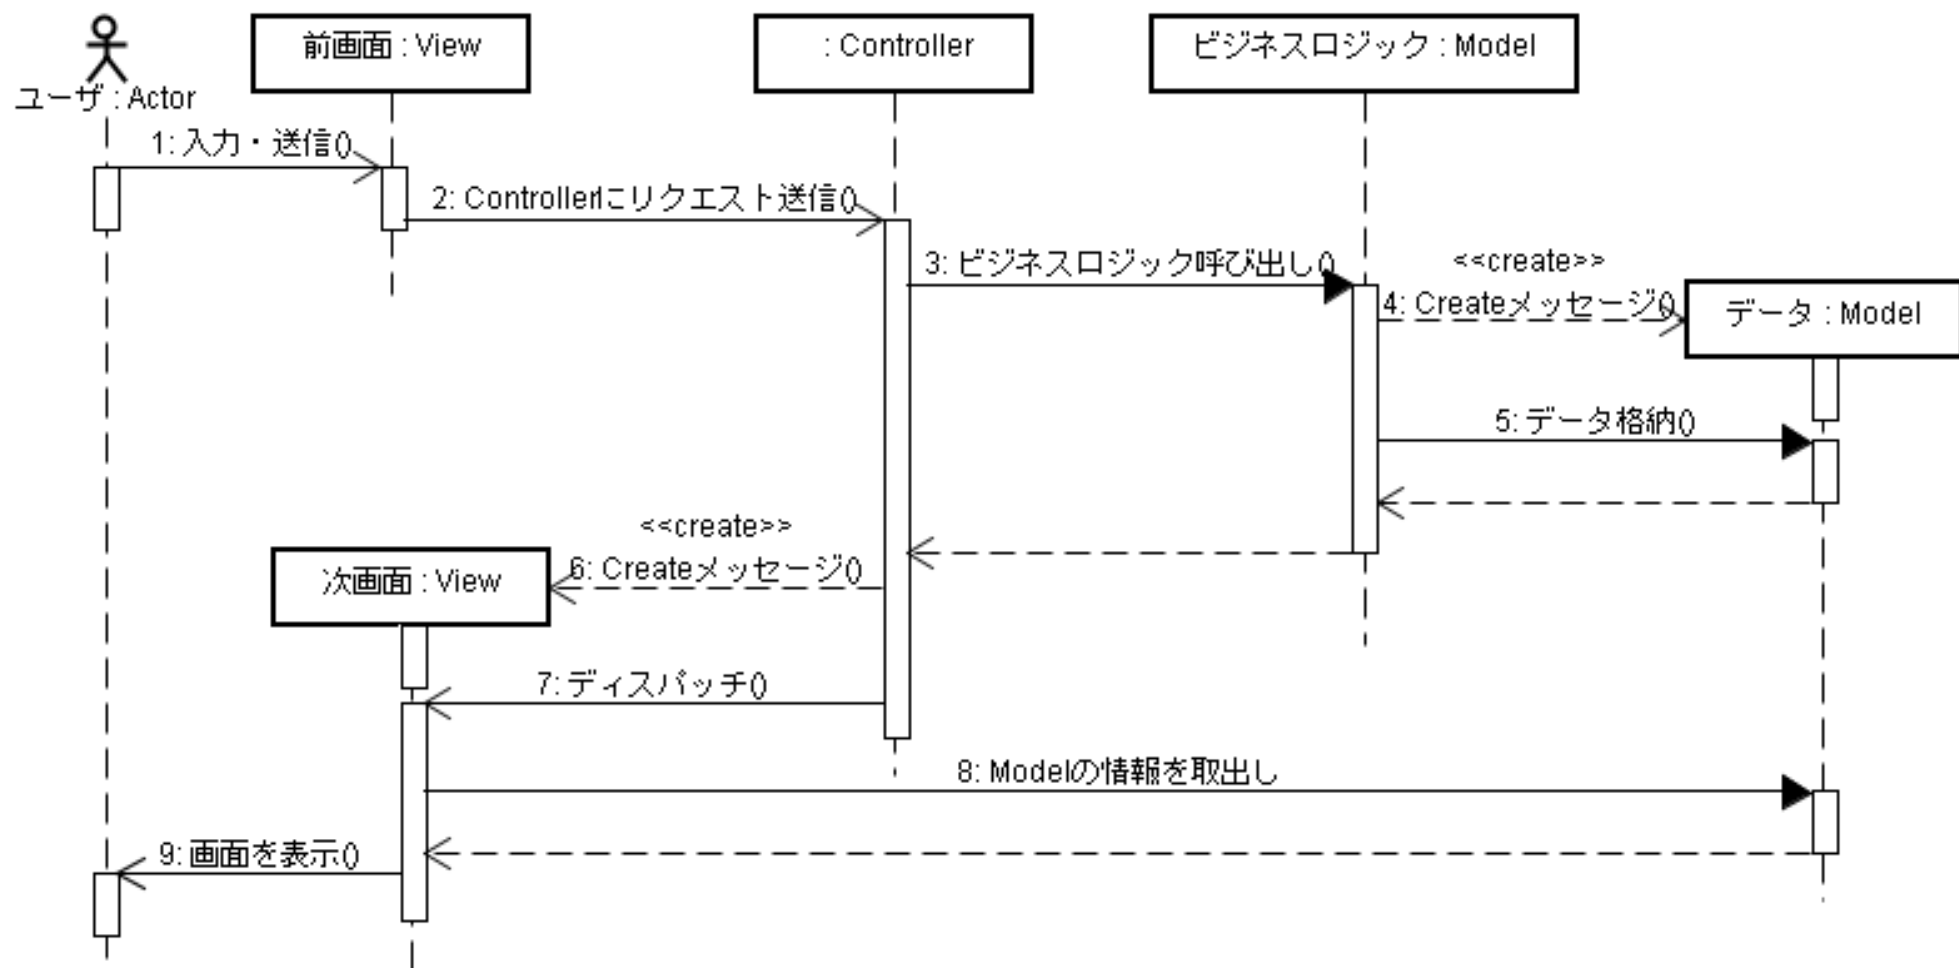 前画面 : View
: Controller
ビジネスロジック : Model
ユーザ : Actor
1: 入力・送信()
2: Controllerにリクエスト送信()
3: ビジネスロジック呼び出し()
<<create>>
4: Createメッセージ()
データ : Model
5: データ格納()
<<create>>
6: Createメッセージ()
次画面 : View
7: ディスパッチ()
8: Modelの情報を取出し
9: 画面を表示()